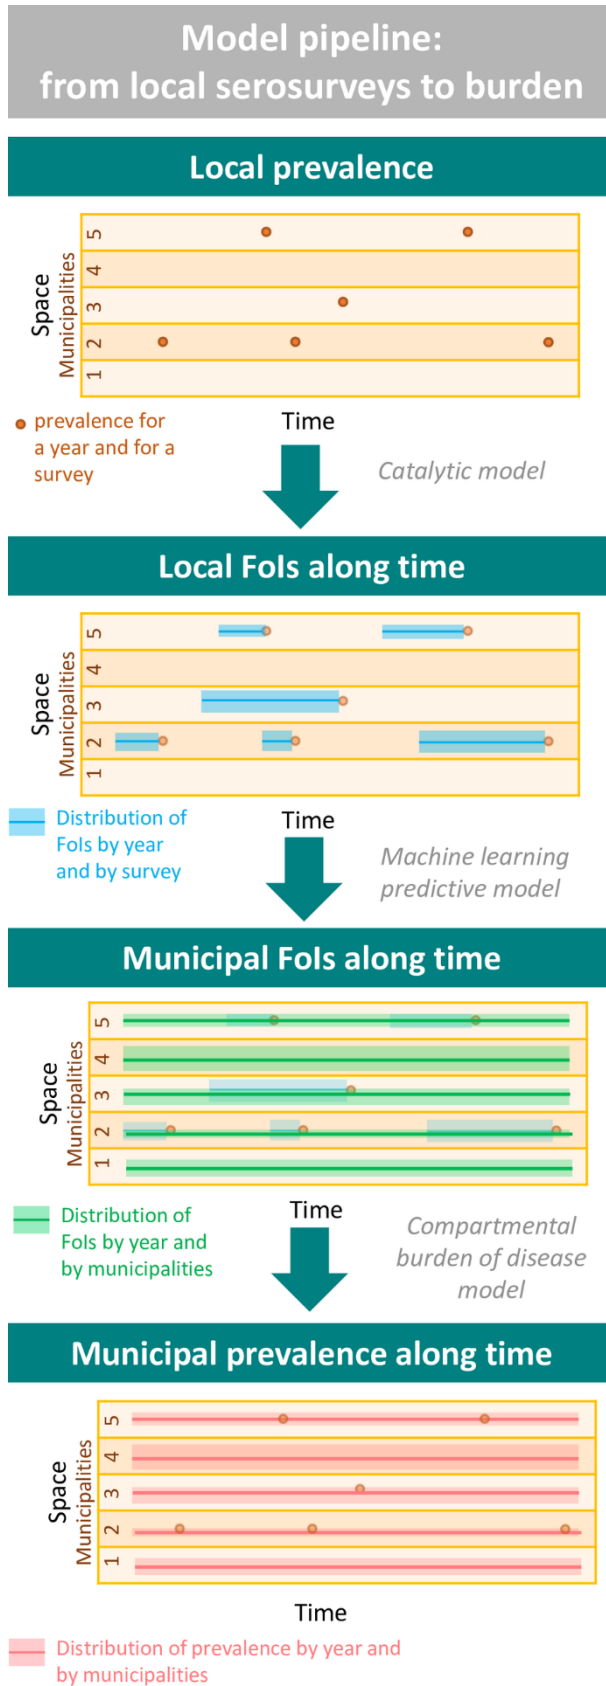 Model pipeline:
from local serosurveys to burden
Local prevalence
Space
Municipalities
5
4
3
2
1
Time
prevalence for
a year and for a
survey
Catalytic model
Local FoIs along time
Space
Municipalities
5
4
3
2
1
Time
Distribution of
FoIs by year
and by survey
Machine learning
predictive model
Municipal FoIs along time
Space
Municipalities
5
4
3
2
1
Time
Distribution of
FoIs by year and
by municipalities
Compartmental
burden of disease
model
Municipal prevalence along time
Space
Municipalities
5
4
3
2
1
Time
Distribution of prevalence by year and
by municipalities